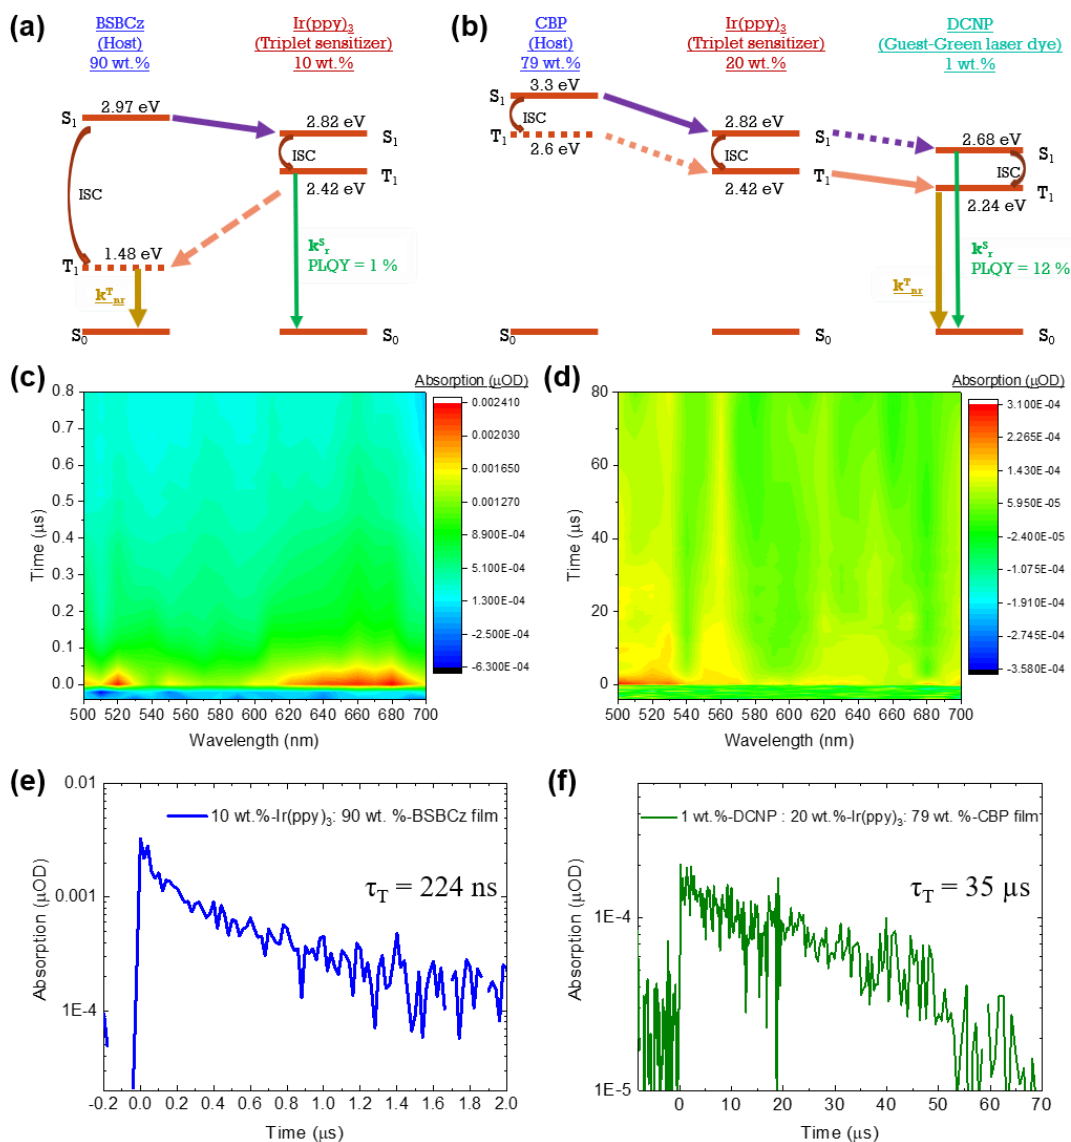 (a)
BSBCz
(Host)
90 wt.%
Ir(ppy)₃
(Triplet sensitizer)
10 wt.%
S₁
2.97 eV
2.82 eV
S₁
ISC
ISC
T₁
2.42 eV
1.48 eV
T₁
kˢᵣ
PLQY = 1 %
kᵀₙᵣ
S₀
S₀
(b)
CBP
(Host)
79 wt.%
Ir(ppy)₃
(Triplet sensitizer)
20 wt.%
DCNP
(Guest-Green laser dye)
1 wt.%
3.3 eV
S₁
ISC
T₁
2.6 eV
2.82 eV
S₁
ISC
T₁
2.42 eV
2.68 eV
S₁
ISC
T₁
2.24 eV
kˢᵣ
PLQY = 12 %
kᵀₙᵣ
S₀
S₀
S₀
(c)
Absorption (μOD)
0.8
0.7
0.6
0.5
0.4
0.3
0.2
0.1
0.0
Time (μs)
500 520 540 560 580 600 620 640 660 680 700
Wavelength (nm)
0.002410
0.002030
0.001650
0.001270
8.900E-04
5.100E-04
1.300E-04
-2.500E-04
-6.300E-04
(d)
Absorption (μOD)
80
60
40
20
0
Time (μs)
500 520 540 560 580 600 620 640 660 680 700
Wavelength (nm)
3.100E-04
2.265E-04
1.430E-04
5.950E-05
-2.400E-05
-1.075E-04
-1.910E-04
-2.745E-04
-3.580E-04
(e)
0.01
0.001
1E-4
Absorption (μOD)
10 wt.%-Ir(ppy)₃: 90 wt. %-BSBCz film
τ_T = 224 ns
-0.2 0.0 0.2 0.4 0.6 0.8 1.0 1.2 1.4 1.6 1.8 2.0
Time (μs)
(f)
1E-4
1E-5
Absorption (μOD)
1 wt.%-DCNP : 20 wt.%-Ir(ppy)₃: 79 wt. %-CBP film
τ_T = 35 μs
0 10 20 30 40 50 60 70
Time (μs)